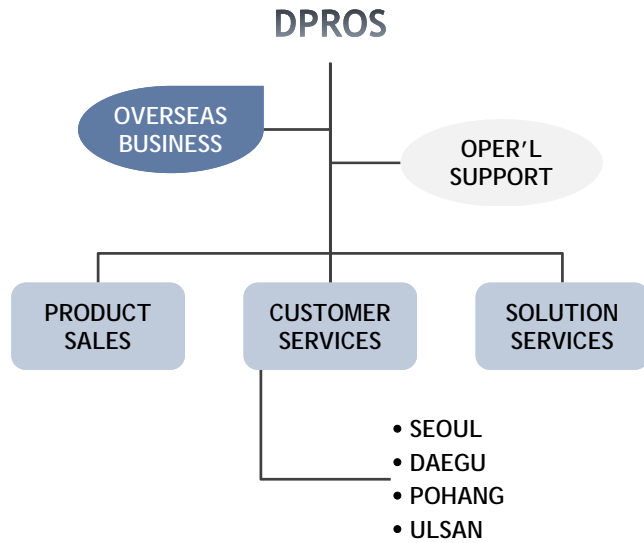 DPROS
OVERSEAS
BUSINESS
OPER’L
SUPPORT
PRODUCT
SALES
CUSTOMER
SERVICES
SOLUTION
SERVICES
• SEOUL
• DAEGU
• POHANG
• ULSAN